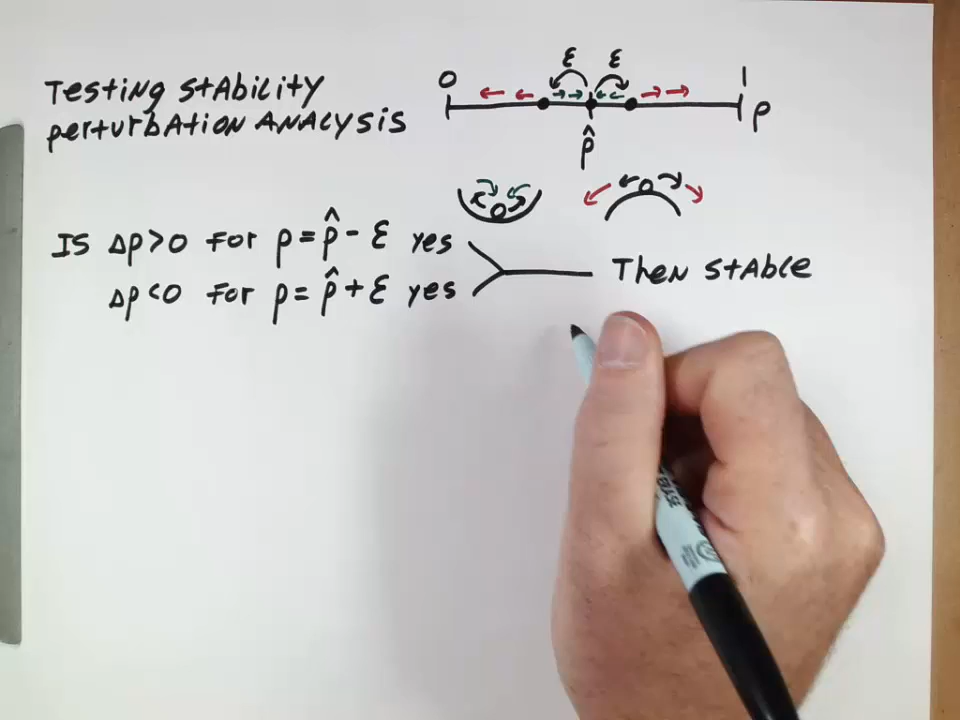 Testing Stability
perturbation Analysis
0
1
ε ε
p̂
p
Is Δp>0 for p = p̂ - ε yes
Δp<0 for p = p̂ + ε yes
Then Stable